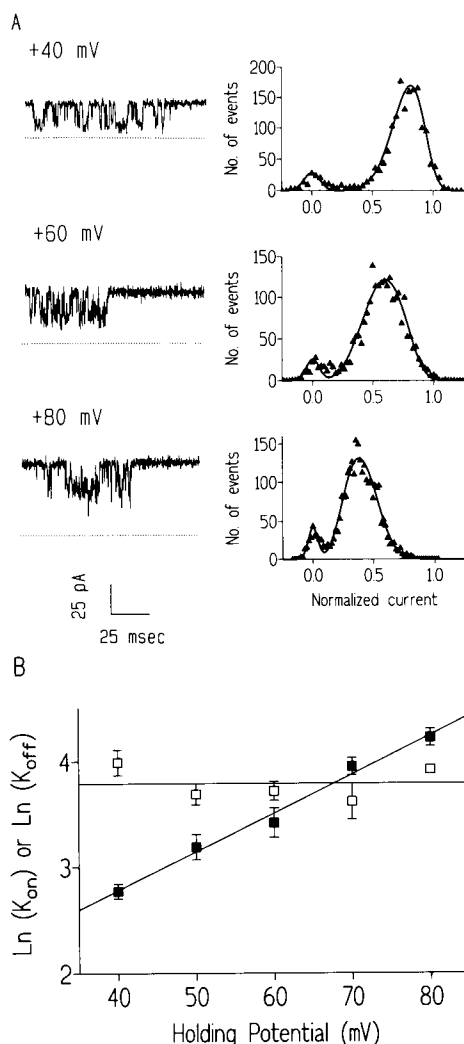 A
+40 mV
No. of events
200
150
100
50
0
0.0 0.5 1.0
+60 mV
No. of events
150
100
50
0
0.0 0.5 1.0
+80 mV
No. of events
150
100
50
0
0.0 0.5 1.0
Normalized current
25 pA
25 msec
B
Ln (Kon) or Ln (Koff)
4
3
2
40 50 60 70 80
Holding Potential (mV)